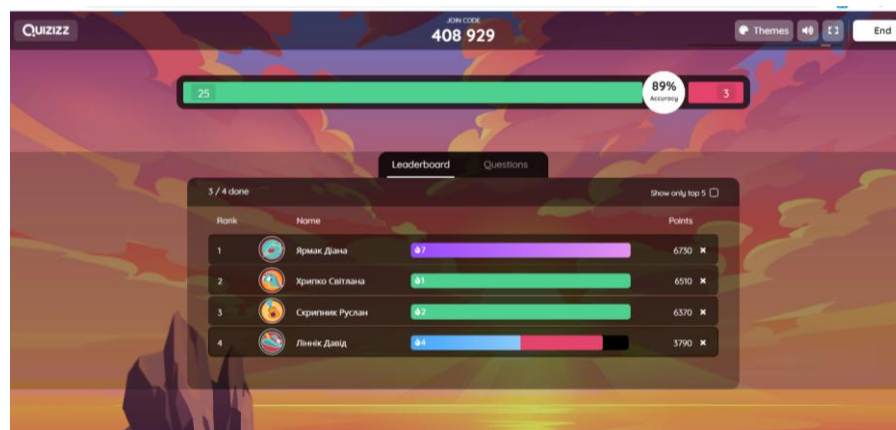 Quizizz
JOIN CODE
408 929
Themes
End
25
89%
Accuracy
3
Leaderboard Questions
3 / 4 done
Show only top 5
Rank Name Points
1 Ярмак Діана 7 6730
2 Хрипко Світлана 1 6510
3 Скрипник Руслан 2 6370
4 Ліннік Давід 4 3790